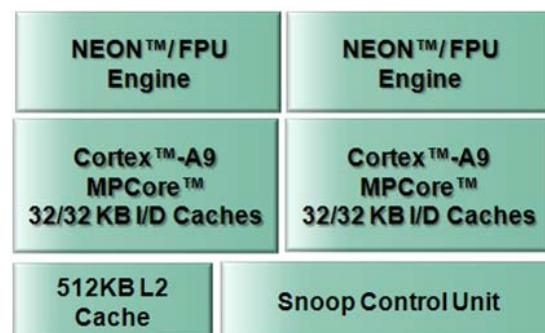 NEON™/FPU
Engine
NEON™/FPU
Engine
Cortex™-A9
MPCore™
32/32 KB I/D Caches
Cortex™-A9
MPCore™
32/32 KB I/D Caches
512KB L2
Cache
Snoop Control Unit